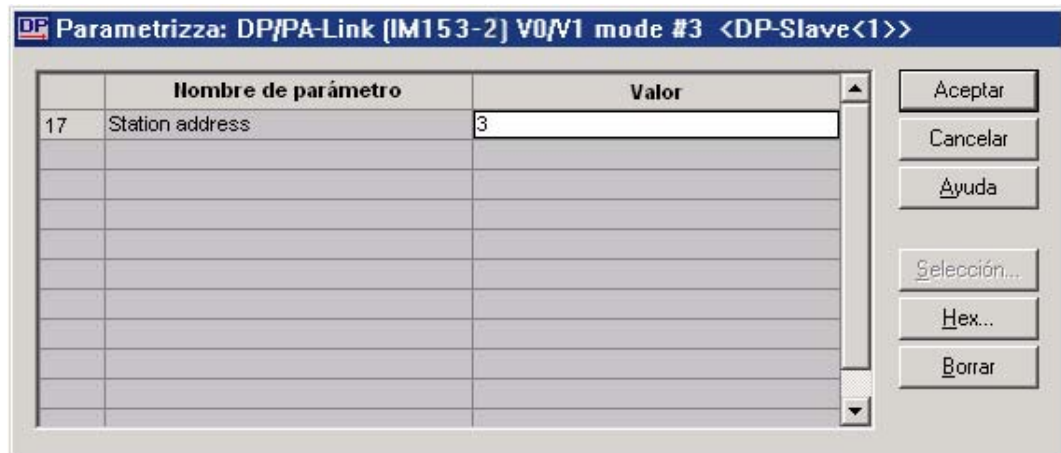 DP Parametrizza: DP/PA-Link (IM153-2) V0/V1 mode #3 <DP-Slave<1>>
Nombre de parámetro Valor
17 Station address 3
Aceptar
Cancelar
Ayuda
Selección...
Hex...
Borrar